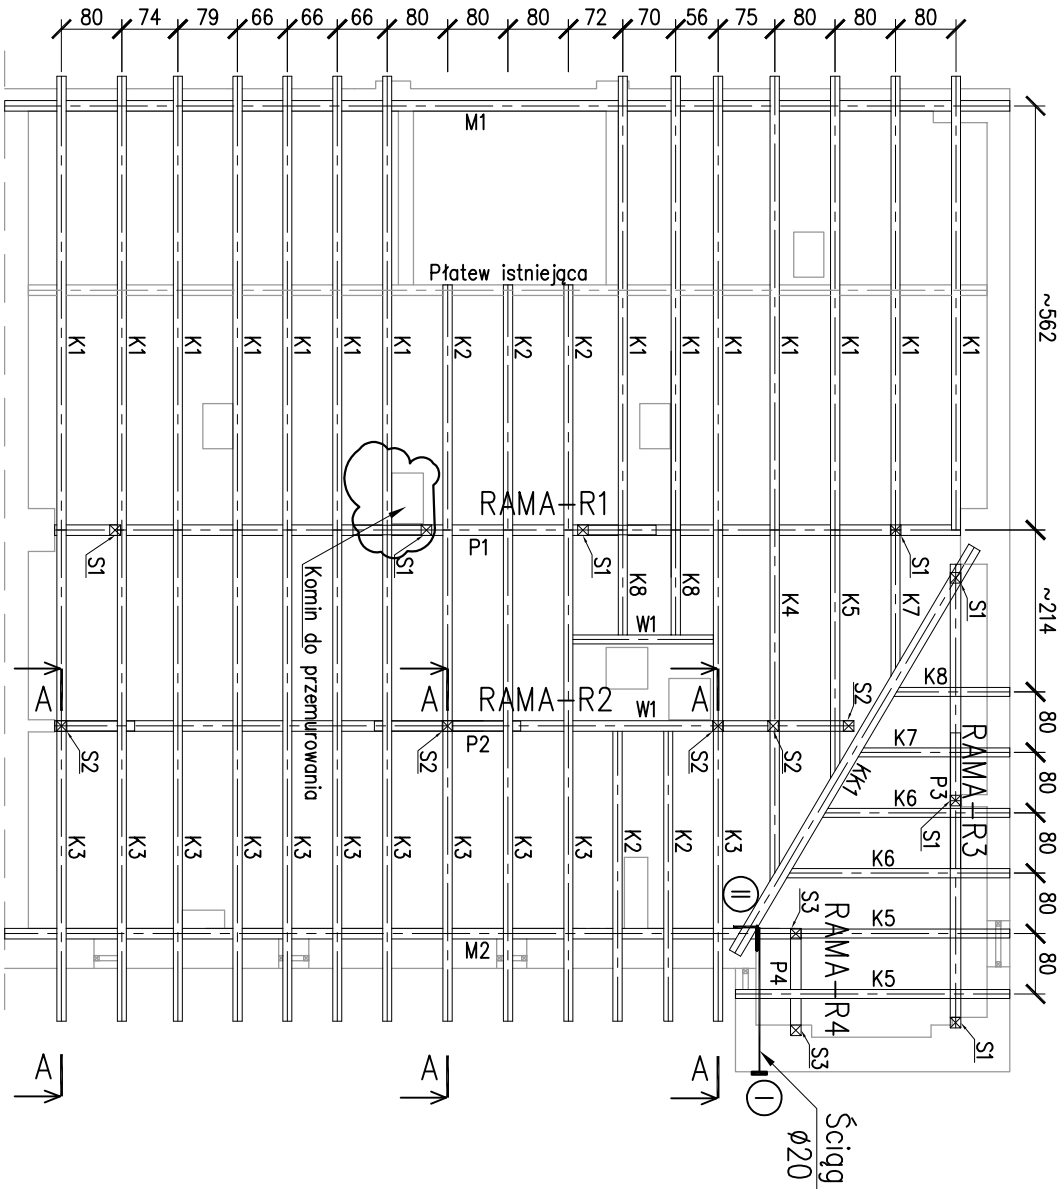 80 74 79 66 66 66 80 80 80 72 70 56 75 80 80 80
M1
~562
Płatew istniejąca
K1 K1 K1 K1 K1 K1 K1 K2 K2 K2 K1 K1 K1 K1 K1 K1 K1
RAMA-R1
P1
S1 S1 S1 S1 S1
Komin do przemurowania
K8 K8 K4 K5 K7
~214
W1
K8
A A A
RAMA-R2
W1
P2
S2
S2 S2 S2 S2
80
K7
RAMA-R3
P3
KK1
K6
S1
80
K3 K3 K3 K3 K3 K3 K3 K3 K3 K3 K2 K2 K3
K6
80
II
S3
RAMA-R4
K5
80
M2
P4
K5
80
S3
S1
A A A
I
Ściąg
ø20